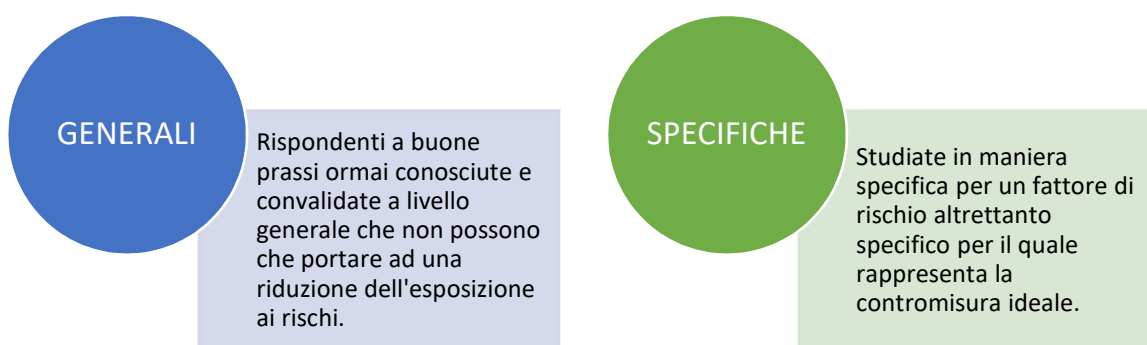 GENERALI
Rispondenti a buone
prassi ormai conosciute e
convalidate a livello
generale che non possono
che portare ad una
riduzione dell'esposizione
ai rischi.
SPECIFICHE
Studiate in maniera
specifica per un fattore di
rischio altrettanto
specifico per il quale
rappresenta la
contromisura ideale.